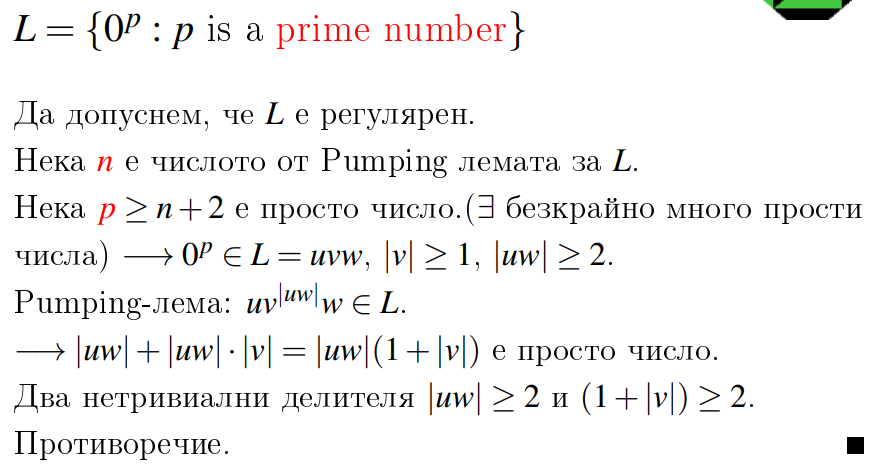 L = {0ᵖ : p is a prime number}
Да допуснем, че L е регулярен.
Нека n е числото от Pumping лемата за L.
Нека p ≥ n + 2 е просто число.(∃ безкрайно много прости
числа) ⟶ 0ᵖ ∈ L = uvw, |v| ≥ 1, |uw| ≥ 2.
Pumping-лема: uv^|uw|w ∈ L.
⟶ |uw| + |uw| · |v| = |uw|(1 + |v|) е просто число.
Два нетривиални делителя |uw| ≥ 2 и (1 + |v|) ≥ 2.
Противоречие. ■